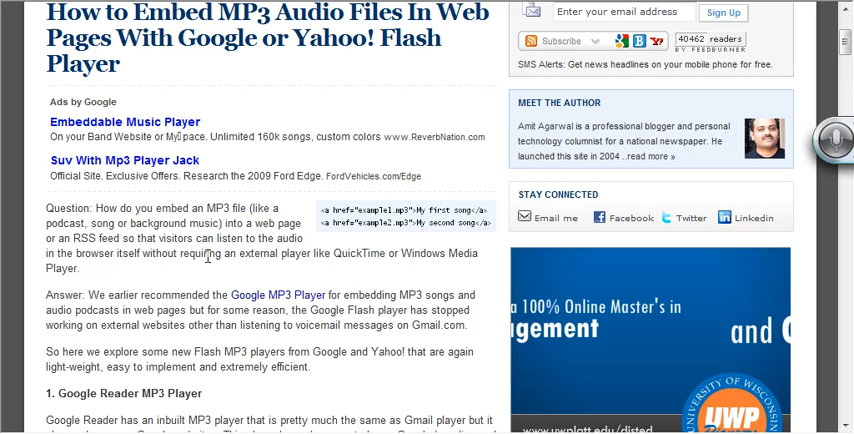 How to Embed MP3 Audio Files In Web
Pages With Google or Yahoo! Flash
Player
Ads by Google
Embeddable Music Player
On your Band Website or My pace. Unlimited 160k songs, custom colors www.ReverbNation.com
Suv With Mp3 Player Jack
Official Site. Exclusive Offers. Research the 2009 Ford Edge. FordVehicles.com/Edge
Question: How do you embed an MP3 file (like a
podcast, song or background music) into a web page
or an RSS feed so that visitors can listen to the audio
in the browser itself without requiring an external player like QuickTime or Windows Media
Player.
<a href="example1.mp3">My first song</a>
<a href="example2.mp3">My second song</a>
Answer: We earlier recommended the Google MP3 Player for embedding MP3 songs and
audio podcasts in web pages but for some reason, the Google Flash player has stopped
working on external websites other than listening to voicemail messages on Gmail.com.
So here we explore some new Flash MP3 players from Google and Yahoo! that are again
light-weight, easy to implement and extremely efficient.
1. Google Reader MP3 Player
Google Reader has an inbuilt MP3 player that is pretty much the same as Gmail player but it
Enter your email address
Sign Up
Subscribe
40462 readers
BY FEEDBURNER
SMS Alerts: Get news headlines on your mobile phone for free.
MEET THE AUTHOR
Amit Agarwal is a professional blogger and personal
technology columnist for a national newspaper. He
launched this site in 2004 ..read more »
STAY CONNECTED
Email me Facebook Twitter Linkedin
a 100% Online Master's in
gement
and
UNIVERSITY OF WISCONSIN
UWP
www.uwplatt.edu/disted